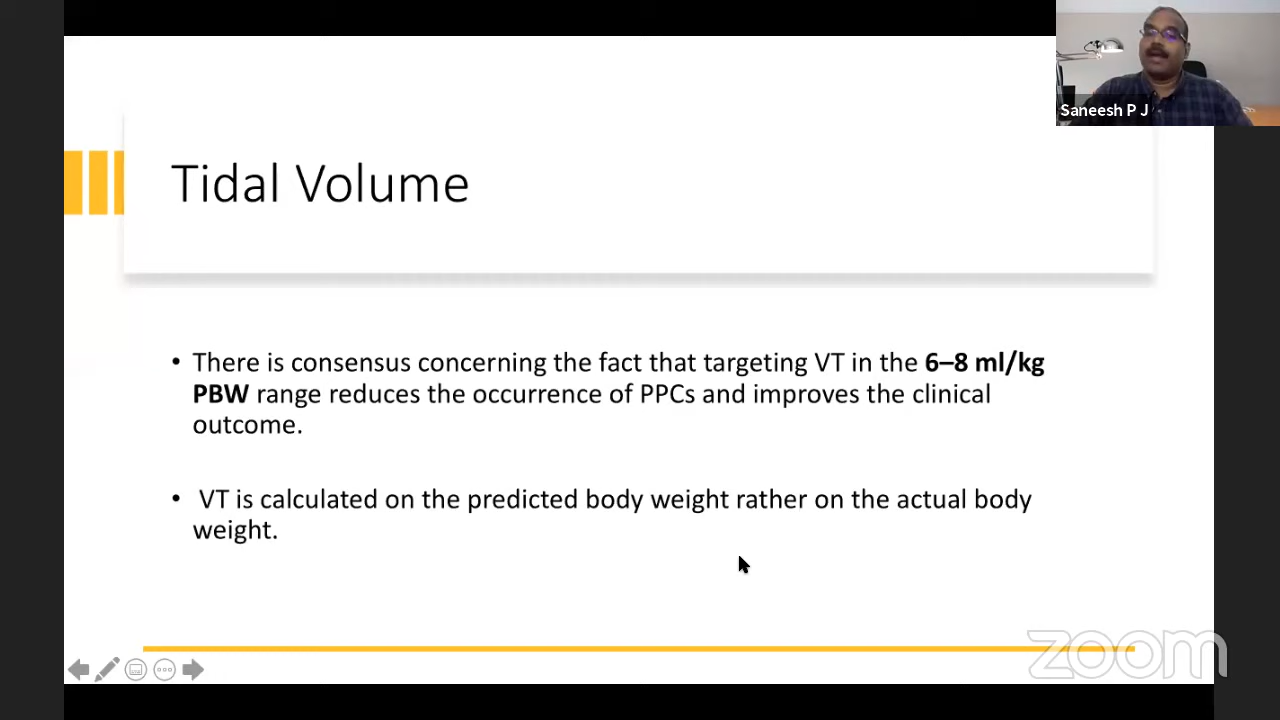 Saneesh P J
Tidal Volume
• There is consensus concerning the fact that targeting VT in the 6–8 ml/kg
PBW range reduces the occurrence of PPCs and improves the clinical
outcome.
• VT is calculated on the predicted body weight rather on the actual body
weight.
zoom